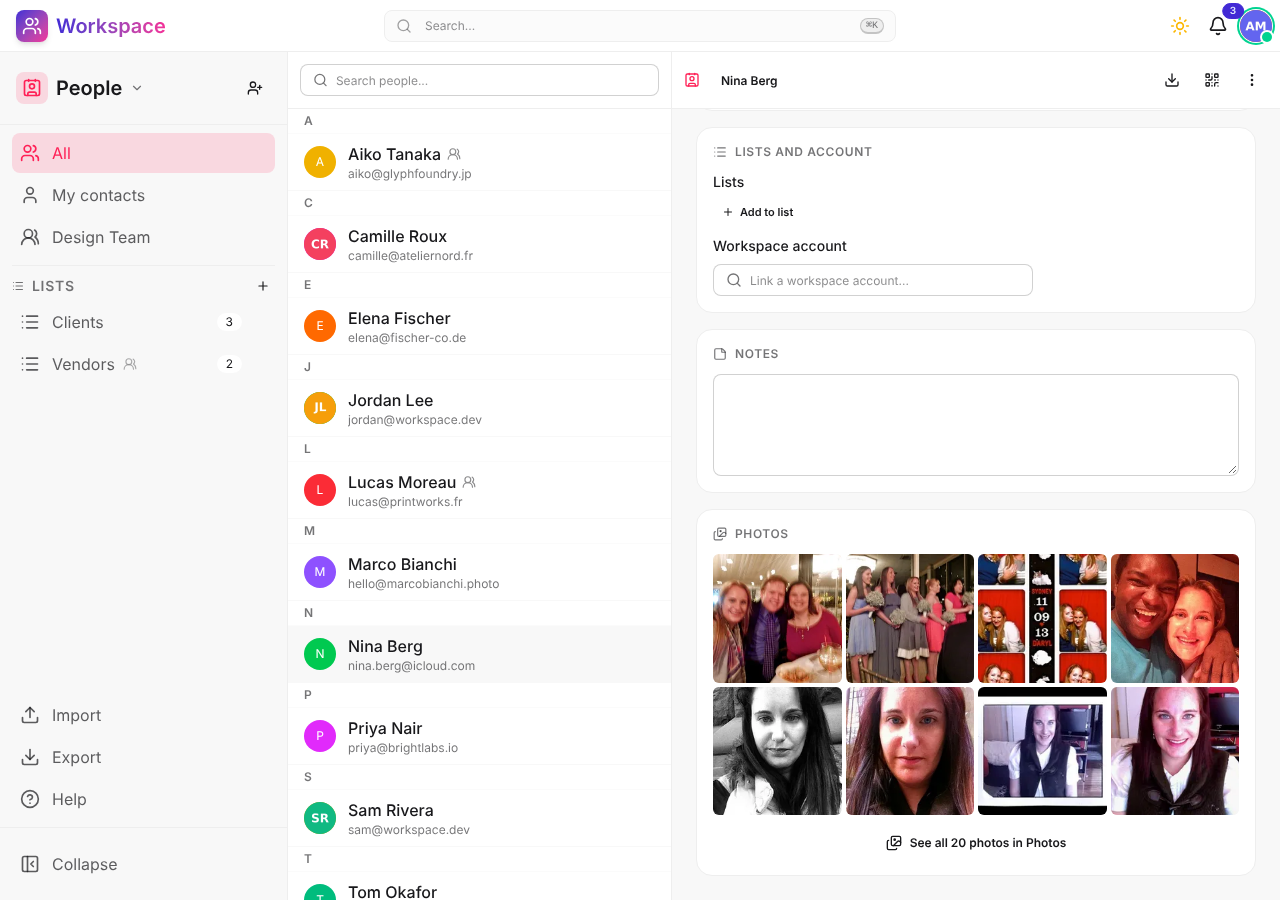 Workspace
Search...
⌘K
3
AM
People
All
My contacts
Design Team
LISTS
Clients
3
Vendors
2
Import
Export
Help
Collapse
Search people...
A
A
Aiko Tanaka
aiko@glyphfoundry.jp
C
CR
Camille Roux
camille@ateliernord.fr
E
E
Elena Fischer
elena@fischer-co.de
J
JL
Jordan Lee
jordan@workspace.dev
L
L
Lucas Moreau
lucas@printworks.fr
M
M
Marco Bianchi
hello@marcobianchi.photo
N
N
Nina Berg
nina.berg@icloud.com
P
P
Priya Nair
priya@brightlabs.io
S
SR
Sam Rivera
sam@workspace.dev
T
T
Tom Okafor
Nina Berg
LISTS AND ACCOUNT
Lists
Add to list
Workspace account
Link a workspace account...
NOTES
PHOTOS
SYDNEY
11
09
13
DARYL
See all 20 photos in Photos